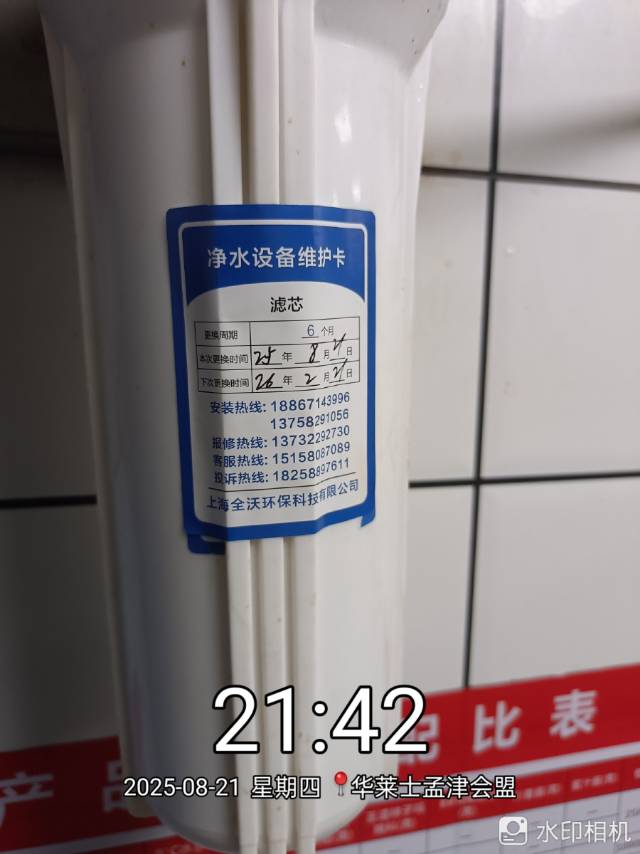 净水设备维护卡
滤芯
更换周期 6 个月
本次更换时间 25 年 8 月 21 日
下次更换时间 26 年 2 月 21 日
安装热线: 18867143996
13758291056
报修热线: 13732292730
客服热线: 15158087089
投诉热线: 18258897611
上海全沃环保科技有限公司
产品
配比表
21:42
2025-08-21 星期四 华莱士孟津会盟
水印相机